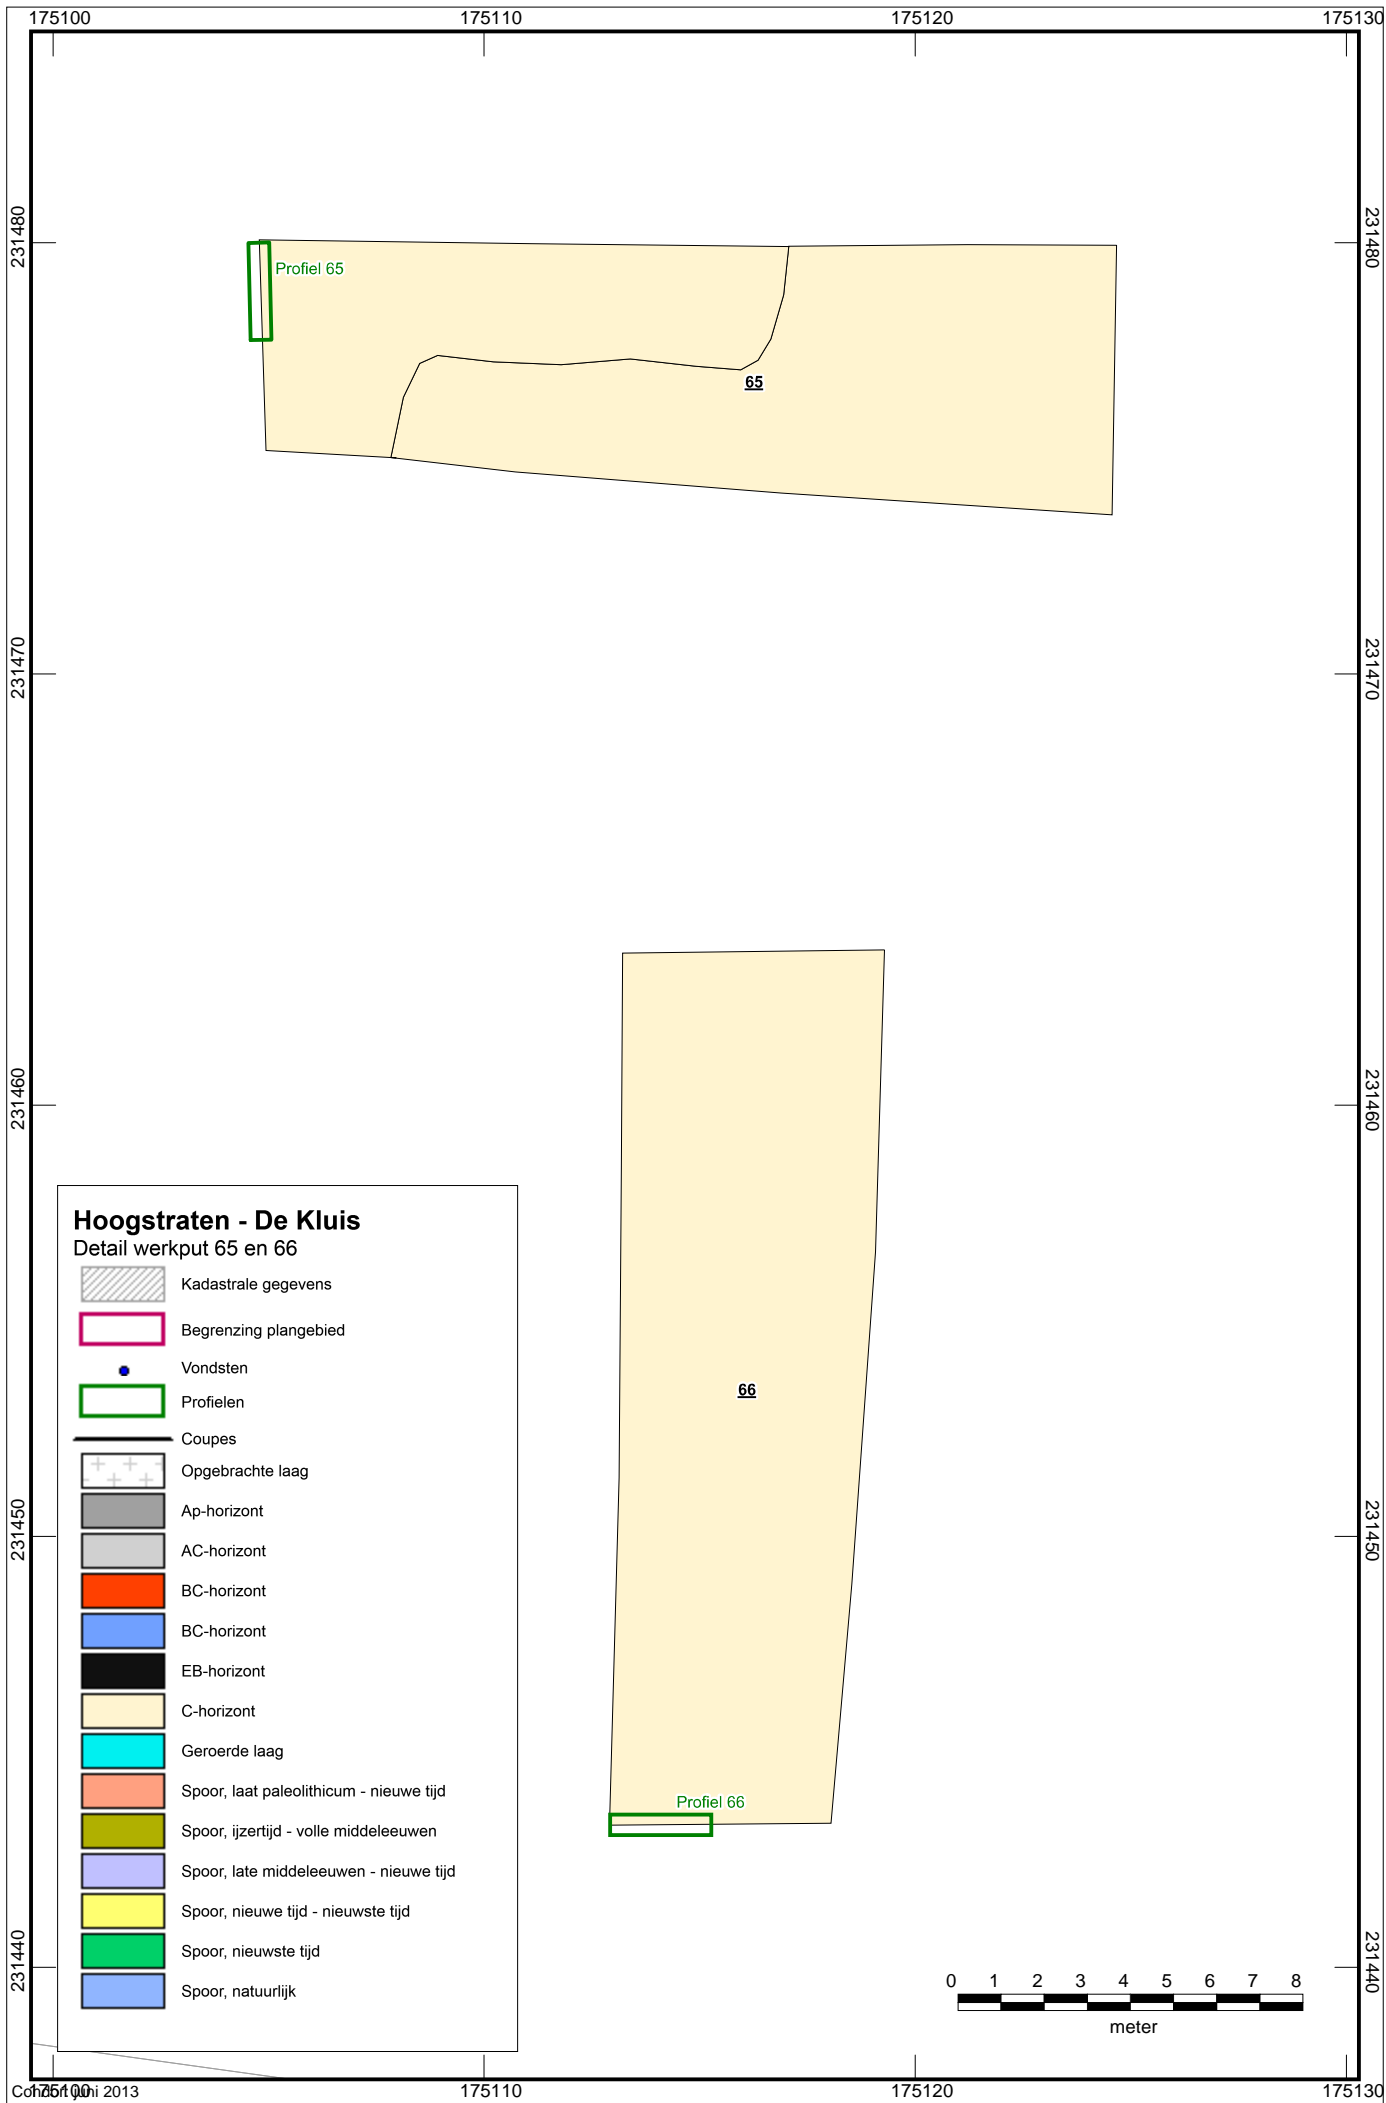 175100 175110 175120 175130
231480 231480
Profiel 65
65
231470 231470
231460 231460
Hoogstraten - De Kluis
Detail werkput 65 en 66
Kadastrale gegevens
Begrenzing plangebied
Vondsten
Profielen
66
Coupes
Opgebrachte laag
Ap-horizont
231450 231450
AC-horizont
BC-horizont
BC-horizont
EB-horizont
C-horizont
Geroerde laag
Spoor, laat paleolithicum - nieuwe tijd
Profiel 66
Spoor, ijzertijd - volle middeleeuwen
Spoor, late middeleeuwen - nieuwe tijd
Spoor, nieuwe tijd - nieuwste tijd
Spoor, nieuwste tijd
231440 231440
Spoor, natuurlijk
0 1 2 3 4 5 6 7 8
meter
175100 175110 175120 175130
Condor juni 2013